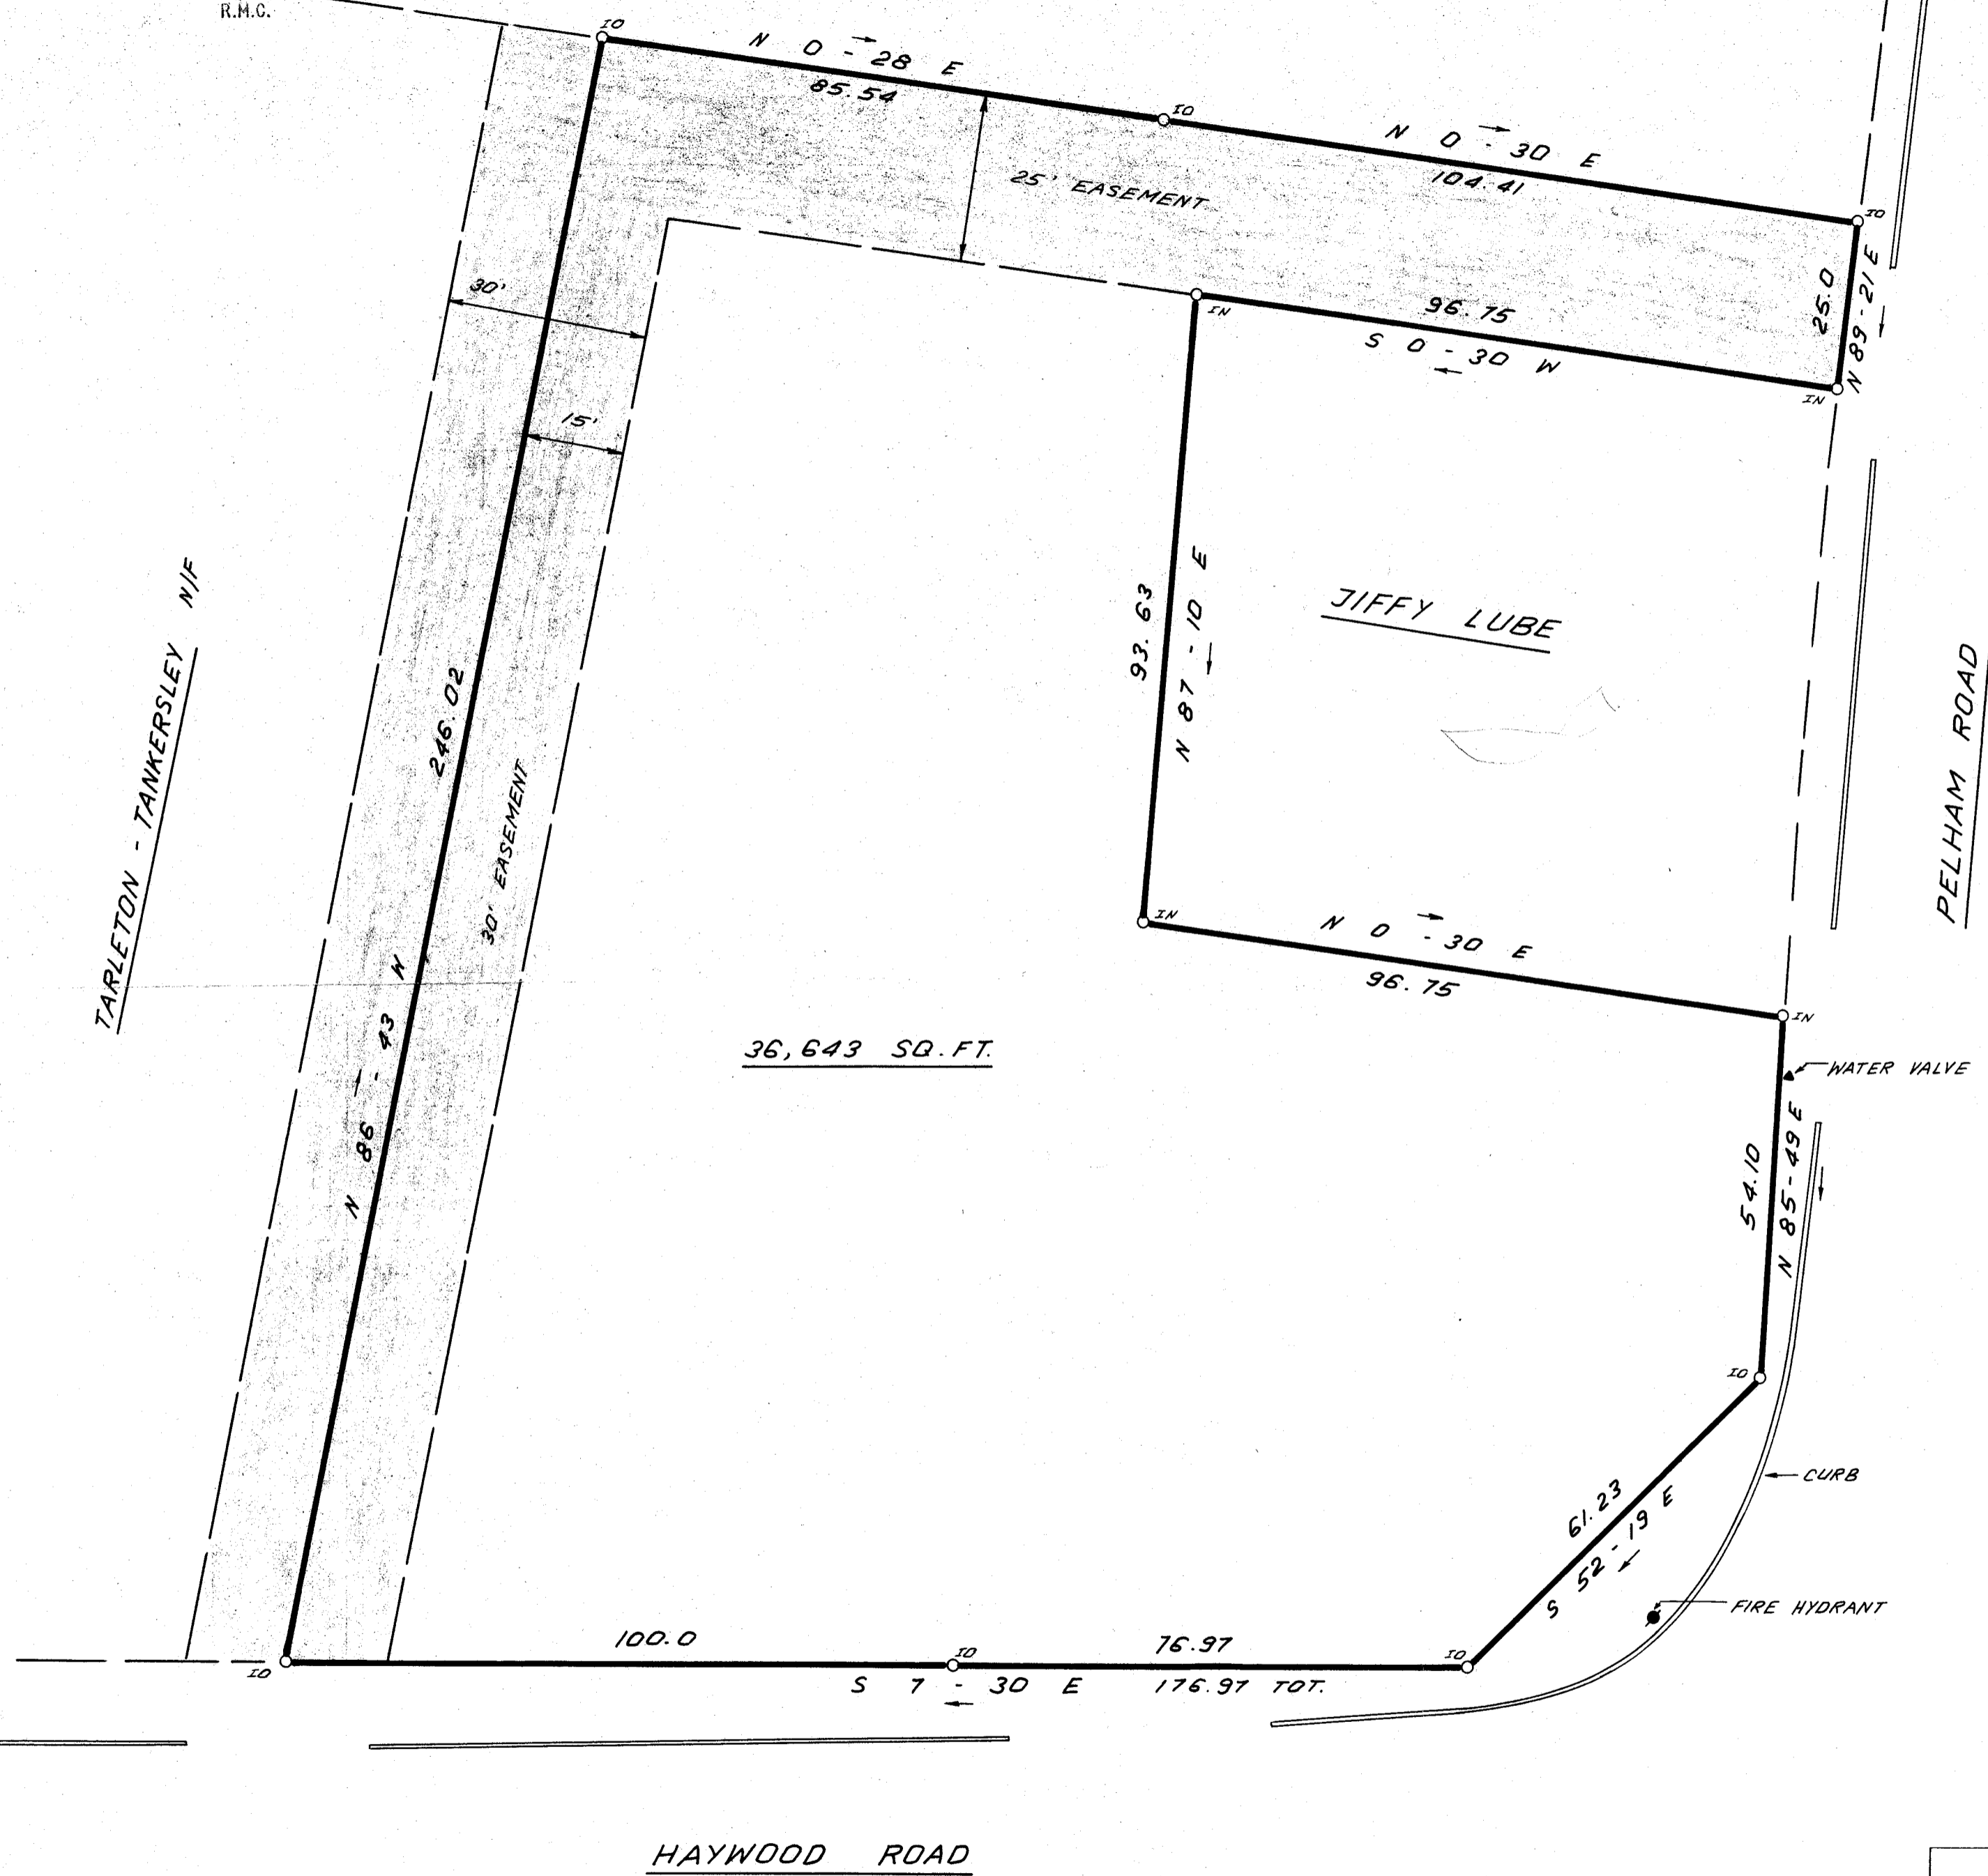 R.M.C.
IO
N 0 - 28 E
85.54
IO
N 0 - 30 E
104.41
IO
25' EASEMENT
25.0
N 89 - 21 E
30'
IN
96.75
S 0 - 30 W
IN
15'
TARLETON - TANKERSLEY N/F
246.02
N 86 - 43 W
30' EASEMENT
93.63
N 87 - 10 E
JIFFY LUBE
PELHAM ROAD
IN
N 0 - 30 E
96.75
IN
36,643 SQ.FT.
WATER VALVE
54.10
N 85 - 49 E
IO
CURB
61.23
S 52 - 19 E
FIRE HYDRANT
IO
100.0
IO
76.97
IO
S 7 - 30 E 176.97 TOT.
HAYWOOD ROAD